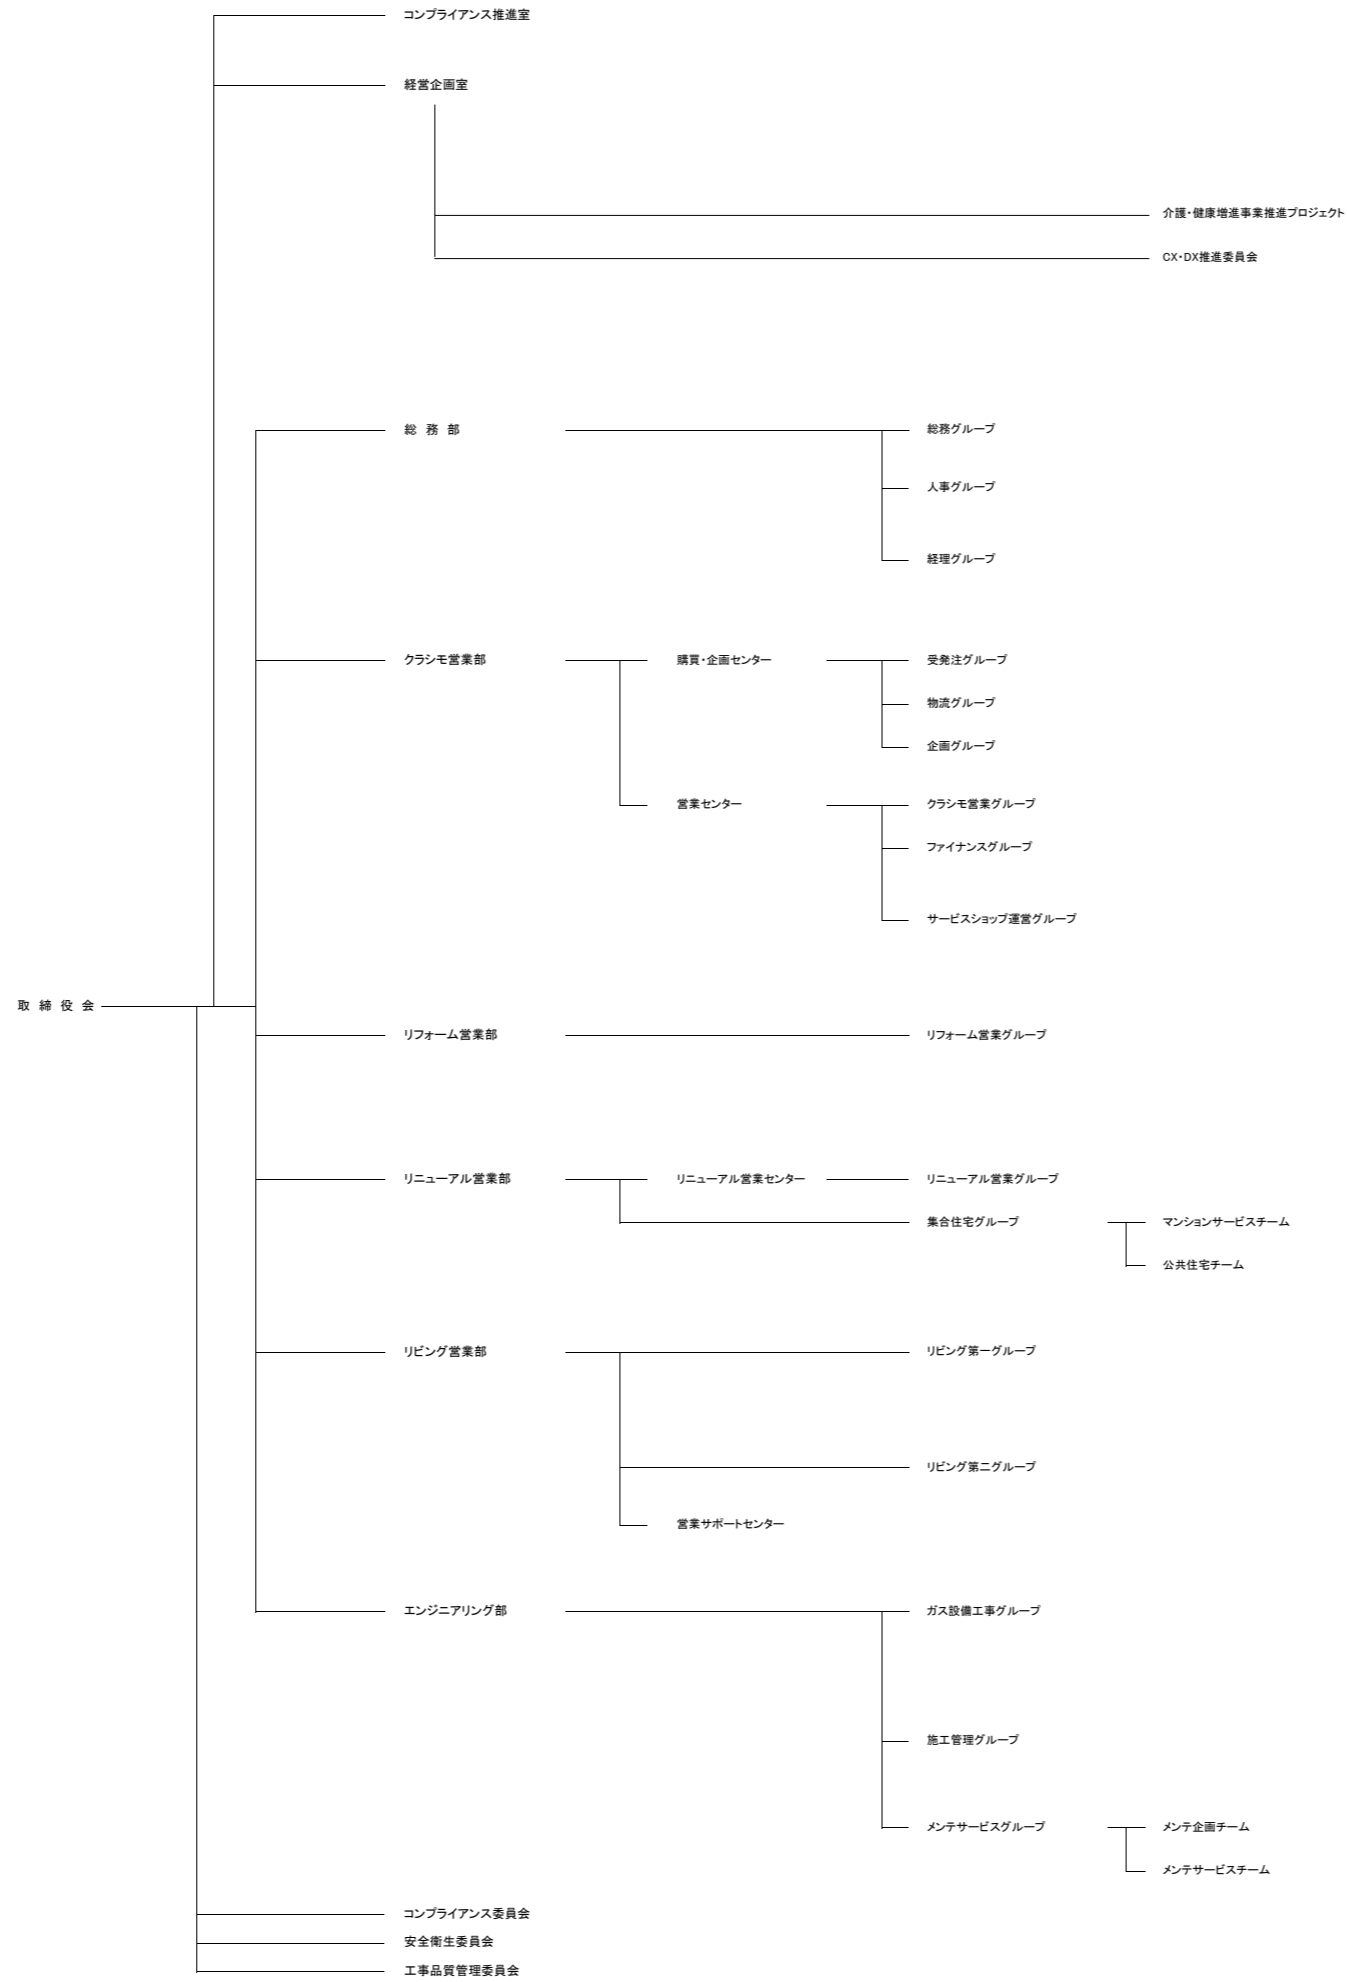 コンプライアンス推進室
経営企画室
介護・健康増進事業推進プロジェクト
CX・DX推進委員会
総 務 部
総務グループ
人事グループ
経理グループ
クラシモ営業部
購買・企画センター
受発注グループ
物流グループ
企画グループ
営業センター
クラシモ営業グループ
ファイナンスグループ
サービスショップ運営グループ
取 締 役 会
リフォーム営業部
リフォーム営業グループ
リニューアル営業部
リニューアル営業センター
リニューアル営業グループ
集合住宅グループ
マンションサービスチーム
公共住宅チーム
リビング営業部
リビング第一グループ
リビング第二グループ
営業サポートセンター
エンジニアリング部
ガス設備工事グループ
施工管理グループ
メンテサービスグループ
メンテ企画チーム
メンテサービスチーム
コンプライアンス委員会
安全衛生委員会
工事品質管理委員会